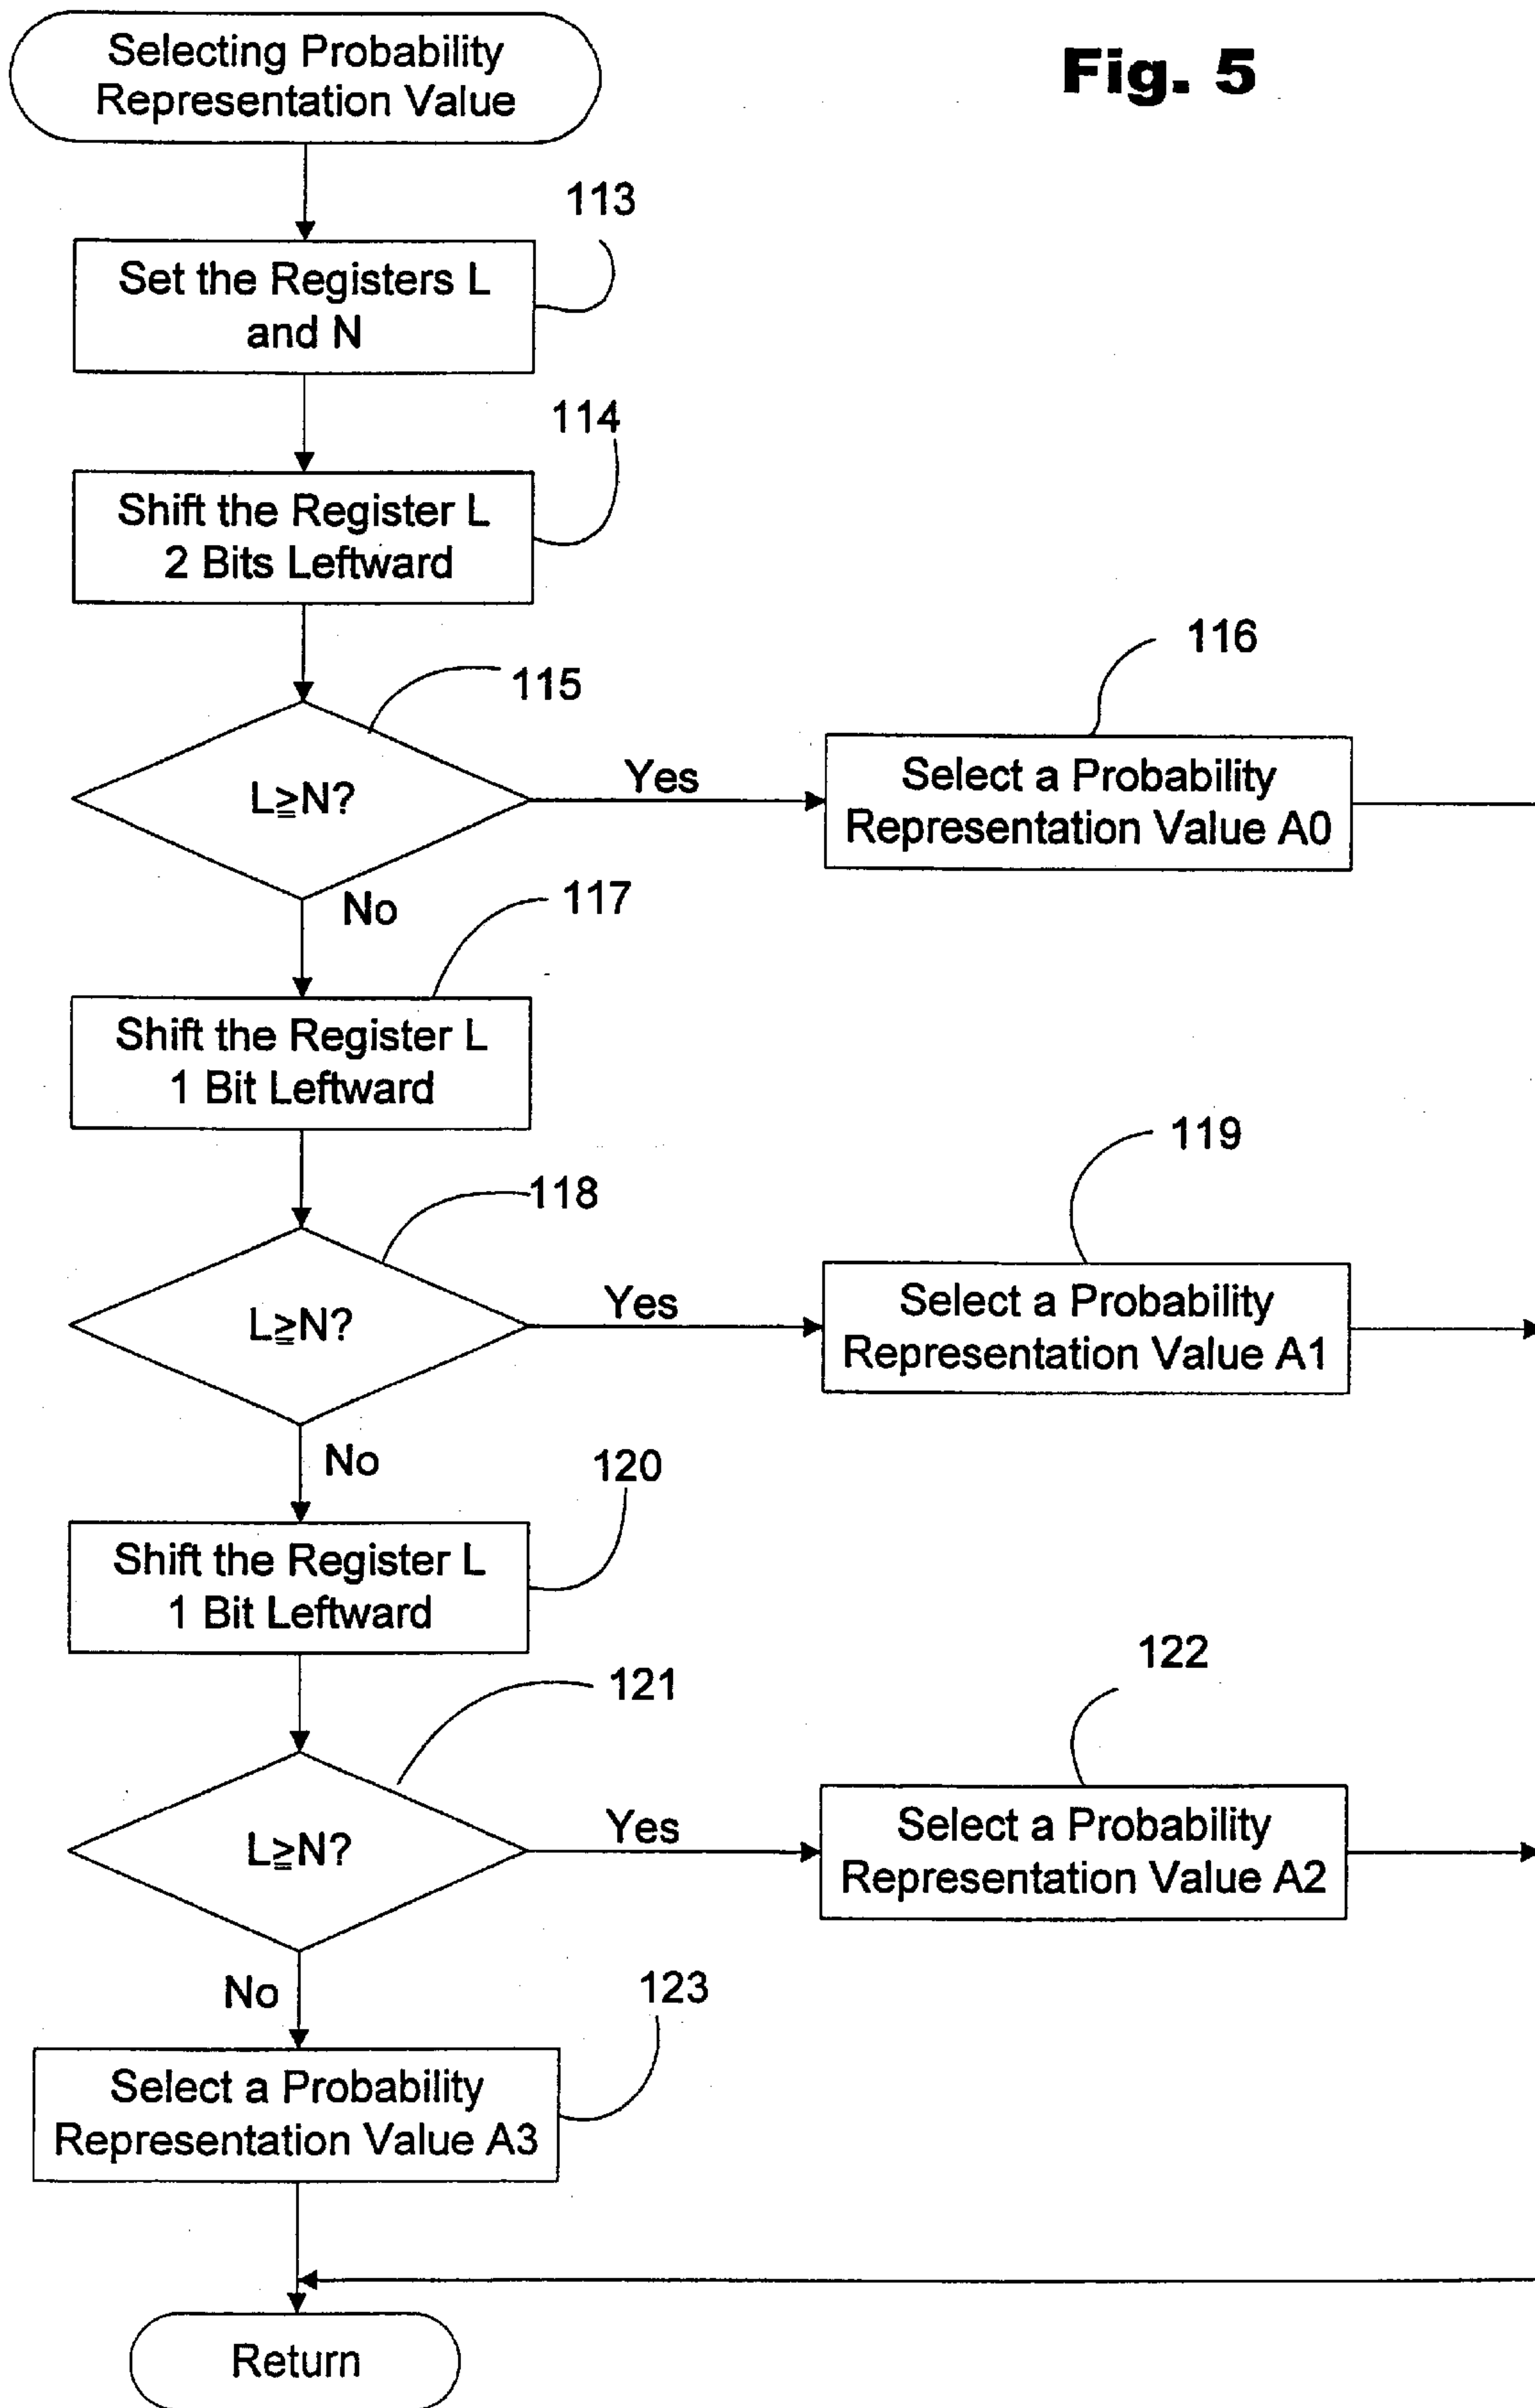 Selecting Probability
Representation Value
Fig. 5
113
Set the Registers L
and N
114
Shift the Register L
2 Bits Leftward
115
L≧N?
Yes
116
Select a Probability
Representation Value A0
No
117
Shift the Register L
1 Bit Leftward
118
L≧N?
Yes
119
Select a Probability
Representation Value A1
No
120
Shift the Register L
1 Bit Leftward
121
L≧N?
Yes
122
Select a Probability
Representation Value A2
No
123
Select a Probability
Representation Value A3
Return